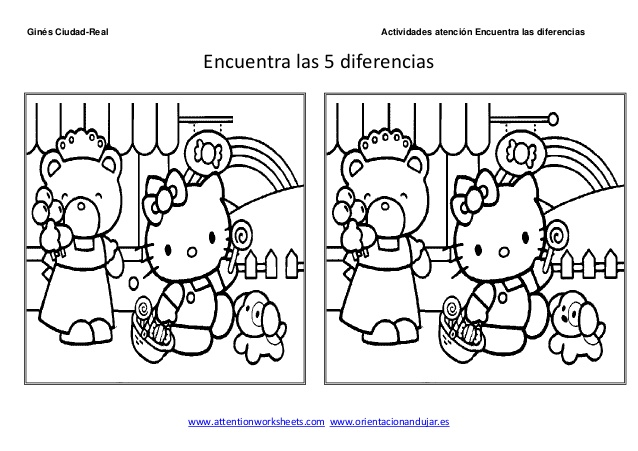 Ginés Ciudad-Real
Actividades atención Encuentra las diferencias
Encuentra las 5 diferencias
www.attentionworksheets.com www.orientacionandujar.es